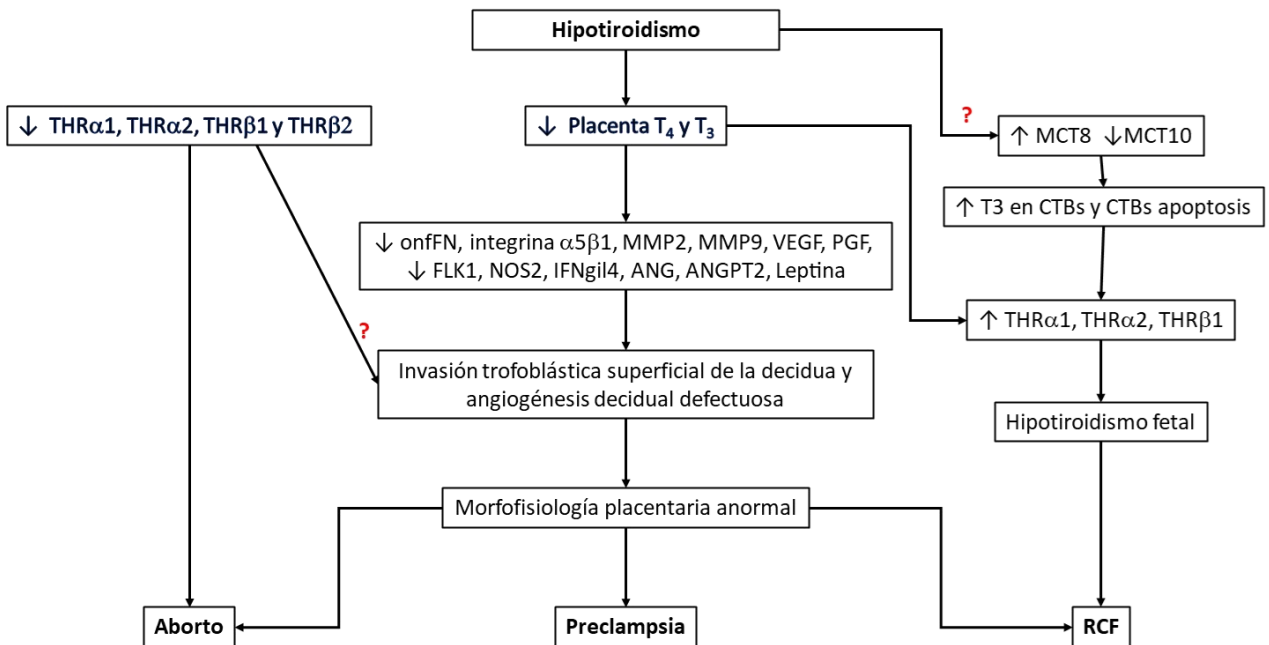 Hipotiroidismo
↓ THRα1, THRα2, THRβ1 y THRβ2
↓ Placenta T₄ y T₃
?
↑ MCT8 ↓MCT10
↑ T3 en CTBs y CTBs apoptosis
↓ onfFN, integrina α5β1, MMP2, MMP9, VEGF, PGF,
↓ FLK1, NOS2, IFNgil4, ANG, ANGPT2, Leptina
↑ THRα1, THRα2, THRβ1
?
Invasión trofoblástica superficial de la decidua y
angiogénesis decidual defectuosa
Hipotiroidismo fetal
Morfofisiología placentaria anormal
Aborto
Preclampsia
RCF